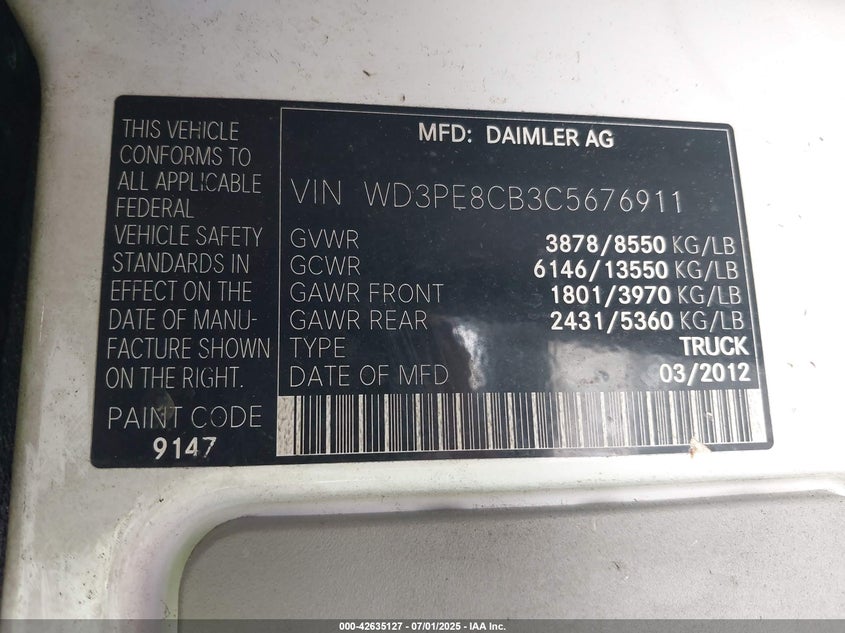 THIS VEHICLE
CONFORMS TO
ALL APPLICABLE
FEDERAL
VEHICLE SAFETY
STANDARDS IN
EFFECT ON THE
DATE OF MANU-
FACTURE SHOWN
ON THE RIGHT.
PAINT CODE
9147
MFD: DAIMLER AG
VIN WD3PE8CB3C5676911
GVWR 3878/8550 KG/LB
GCWR 6146/13550 KG/LB
GAWR FRONT 1801/3970 KG/LB
GAWR REAR 2431/5360 KG/LB
TYPE TRUCK
DATE OF MFD 03/2012
000-42635127 - 07/01/2025 - IAA Inc.